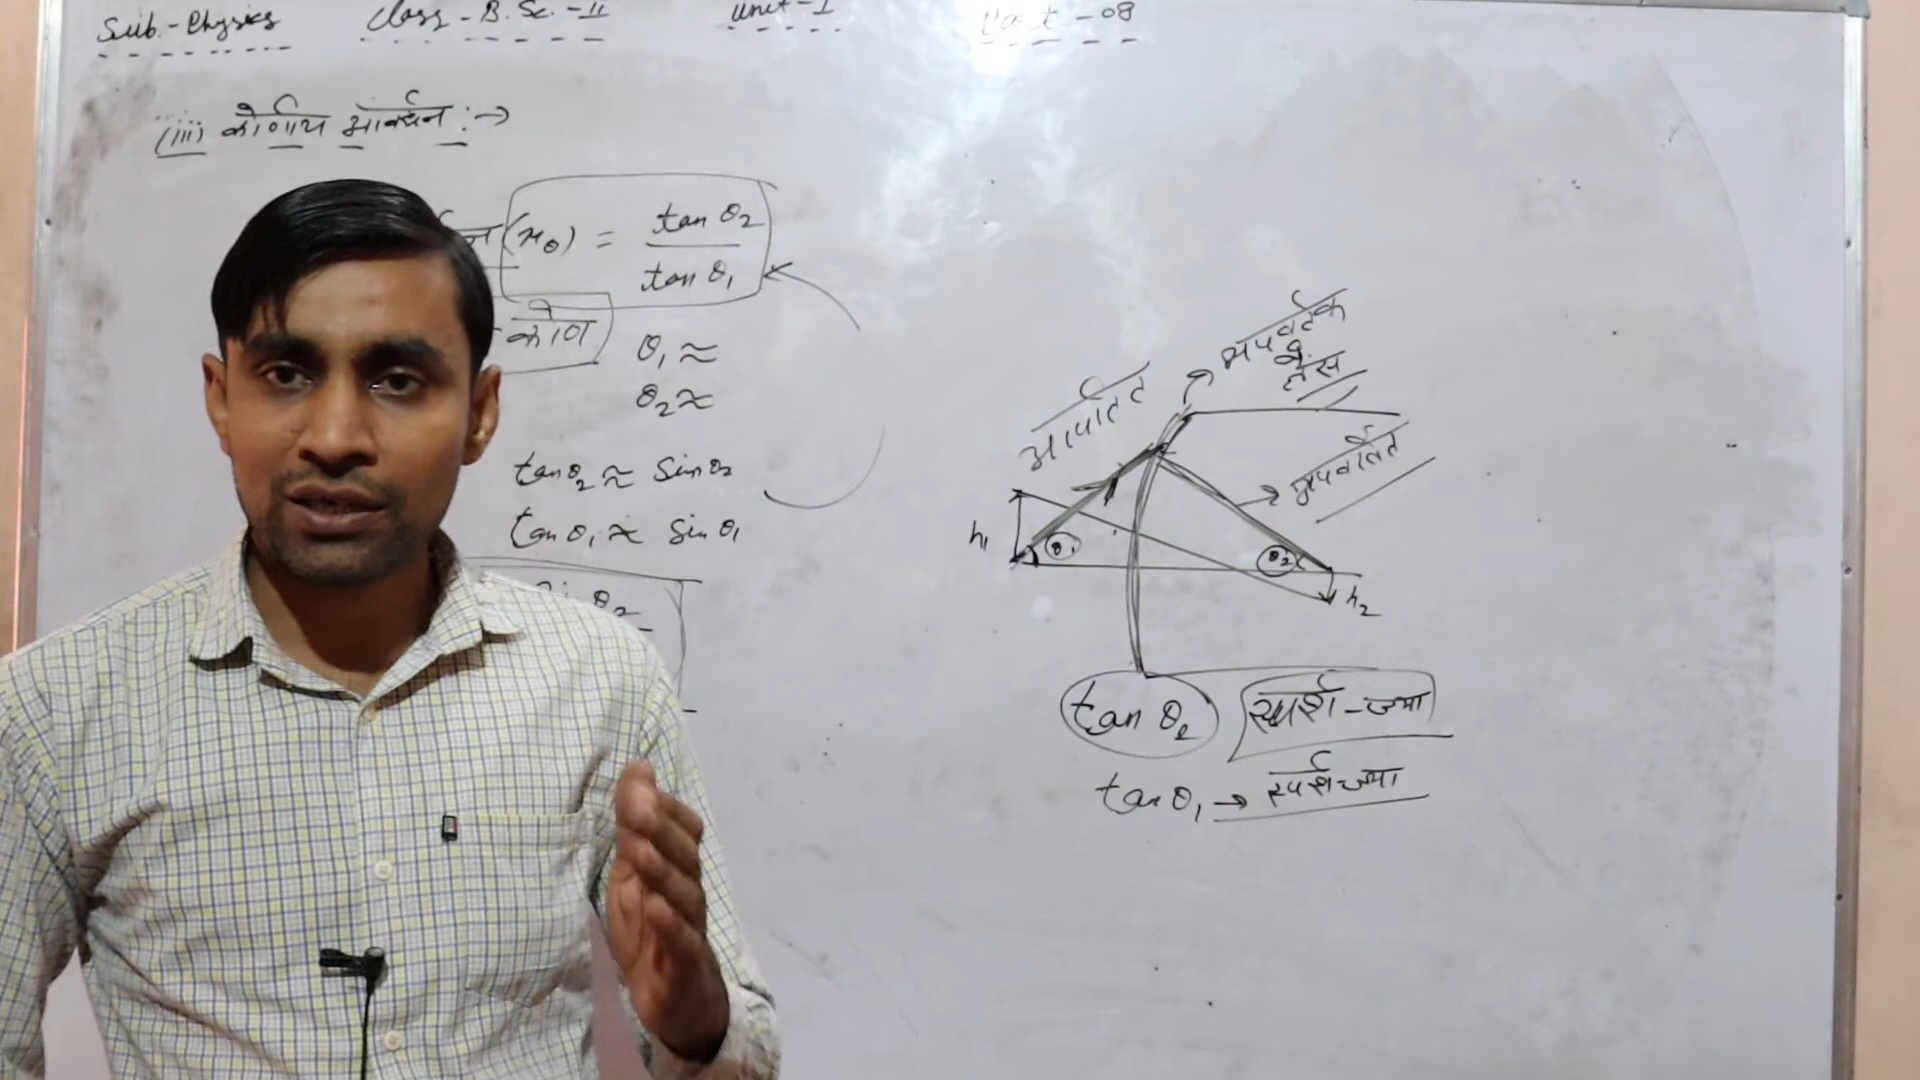 Sub.-Physics Class-B.Sc.-II Unit-I Part-08
(iii) कोणीय आवर्धन :→
(mθ) = tan θ2 / tan θ1
कोण
θ1 ≈
θ2 ≈
tan θ2 ≈ Sin θ2
tan θ1 ≈ Sin θ1
θ2
अपवर्तक
लेंस
आपतित
अपवर्तित
h1
θ1
θ2
h2
tan θ2 स्पर्श-ज्या
tan θ1 → स्पर्शज्या